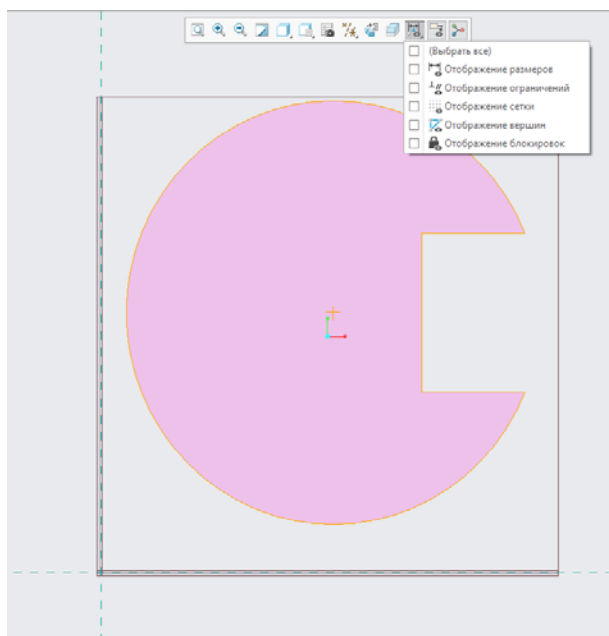 (Выбрать все)
Отображение размеров
Отображение ограничений
Отображение сетки
Отображение вершин
Отображение блокировок